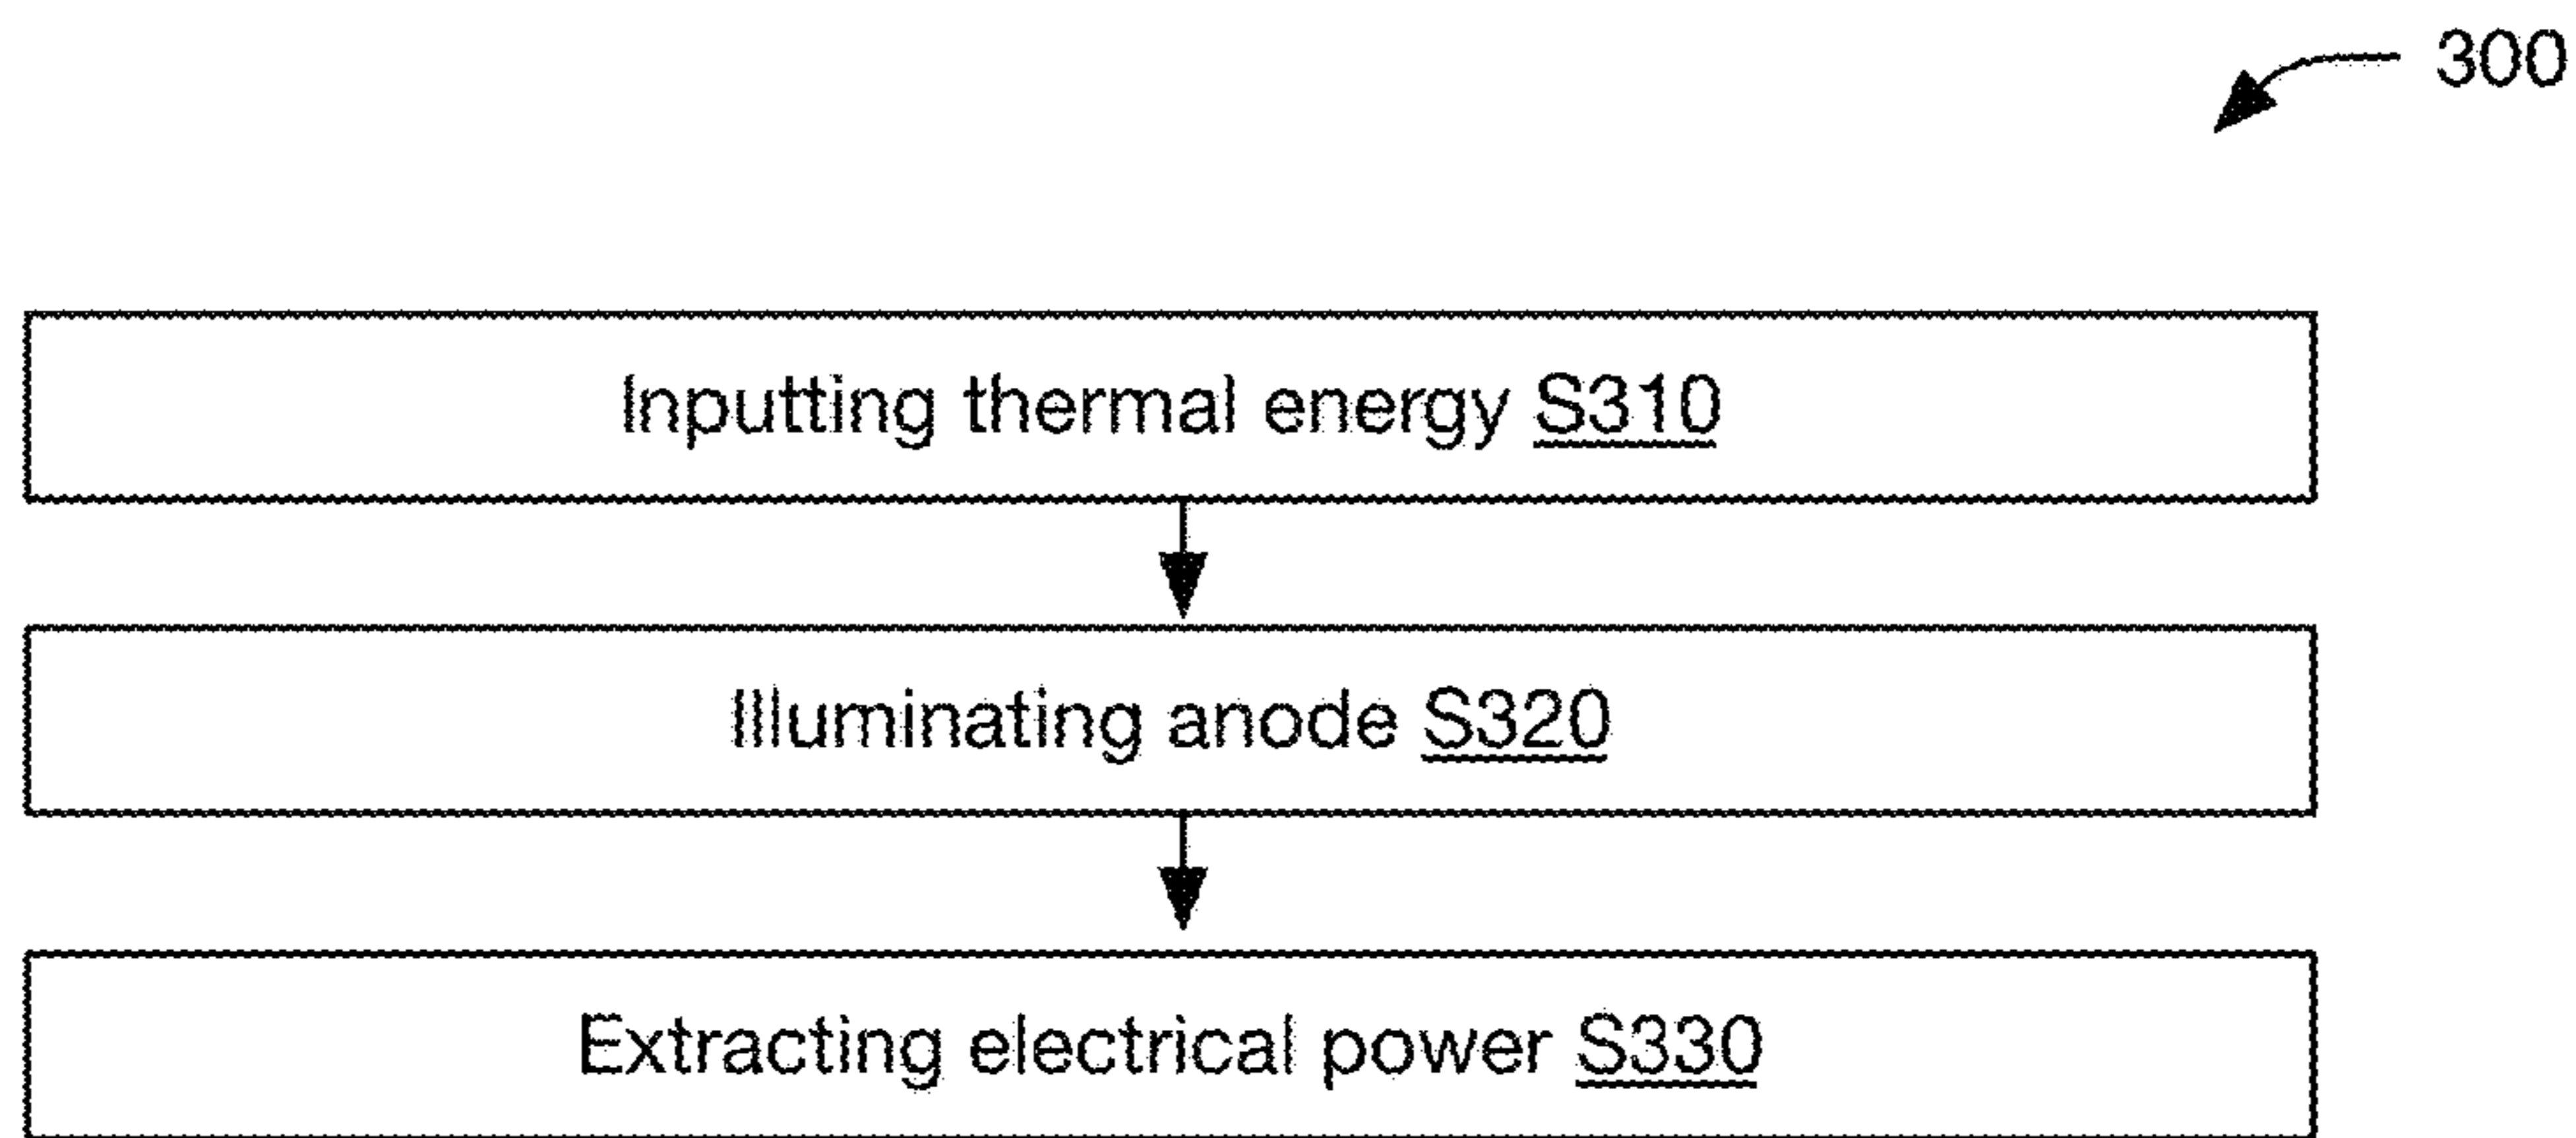 300
Inputting thermal energy S310
Illuminating anode S320
Extracting electrical power S330